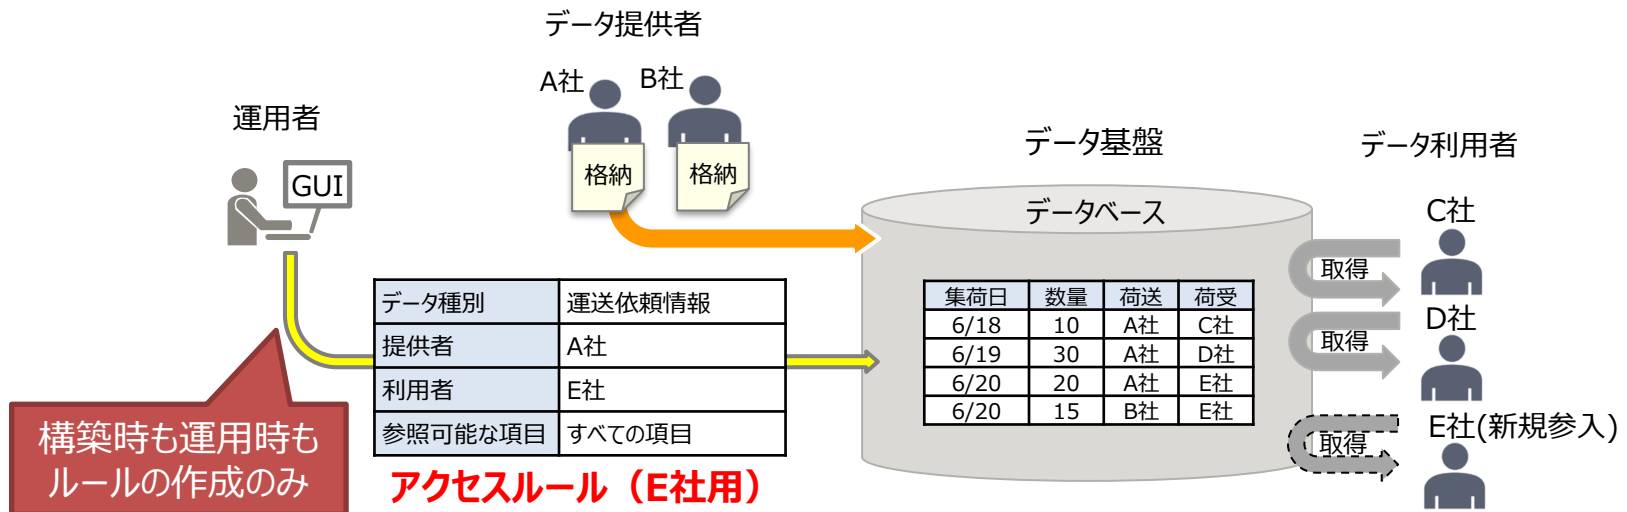 データ提供者
A社
B社
運用者
GUI
格納
格納
データ基盤
データ利用者
データベース
C社
取得
D社
取得
E社(新規参入)
取得
データ種別 運送依頼情報
提供者 A社
利用者 E社
参照可能な項目 すべての項目
アクセスルール（E社用）
集荷日 数量 荷送 荷受
6/18 10 A社 C社
6/19 30 A社 D社
6/20 20 A社 E社
6/20 15 B社 E社
構築時も運用時も
ルールの作成のみ